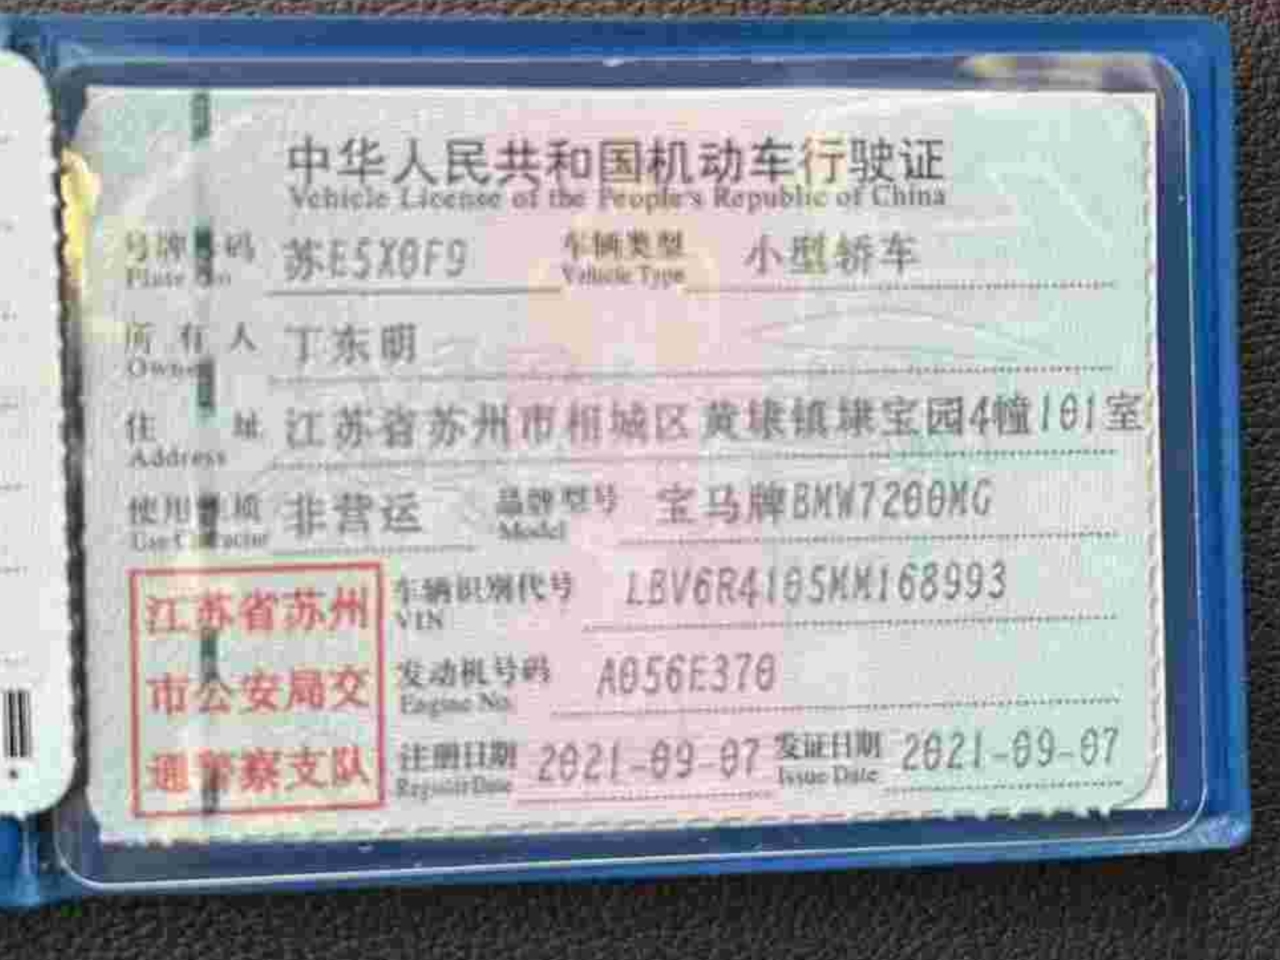 中华人民共和国机动车行驶证
Vehicle License of the People's Republic of China
号牌号码 苏E5X0F9 车辆类型 小型轿车
Plate No. Vehicle Type
所有人 丁东明
Owner
住址 江苏省苏州市相城区黄埭镇埭宝园4幢101室
Address
使用性质 非营运 品牌型号 宝马牌BMW7200MG
Use Character Model
车辆识别代号 LBV6R4105MM168993
VIN
发动机号码 A056E370
Engine No.
注册日期 2021-09-07 发证日期 2021-09-07
Register Date Issue Date
江苏省苏州
市公安局交
通警察支队